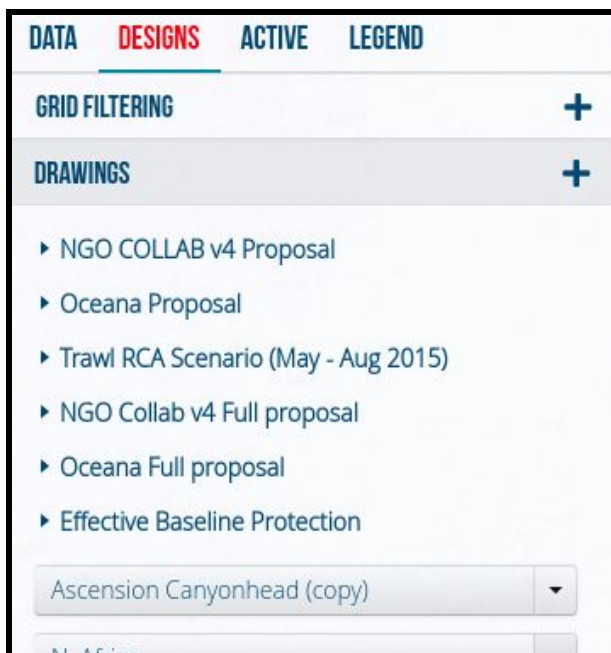 DATA DESIGNS ACTIVE LEGEND
GRID FILTERING
DRAWINGS
NGO COLLAB v4 Proposal
Oceana Proposal
Trawl RCA Scenario (May - Aug 2015)
NGO Collab v4 Full proposal
Oceana Full proposal
Effective Baseline Protection
Ascension Canyonhead (copy)